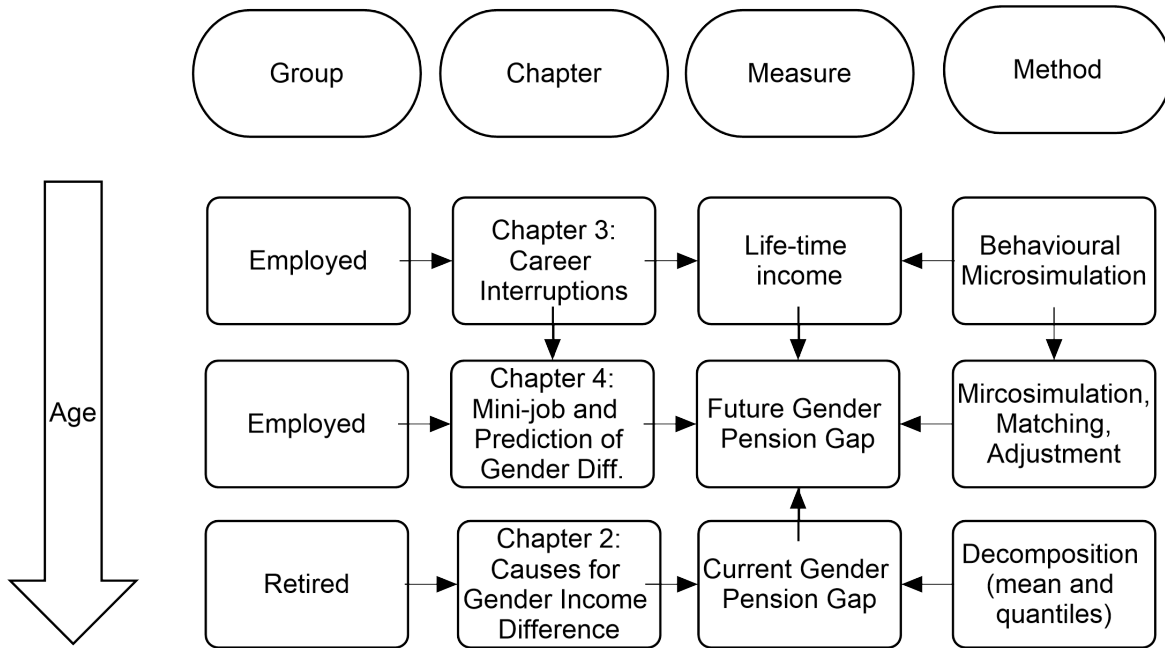 Group
Chapter
Measure
Method
Age
Employed
Chapter 3:
Career
Interruptions
Life-time
income
Behavioural
Microsimulation
Employed
Chapter 4:
Mini-job and
Prediction of
Gender Diff.
Future Gender
Pension Gap
Mircosimulation,
Matching,
Adjustment
Retired
Chapter 2:
Causes for
Gender Income
Difference
Current Gender
Pension Gap
Decomposition
(mean and
quantiles)